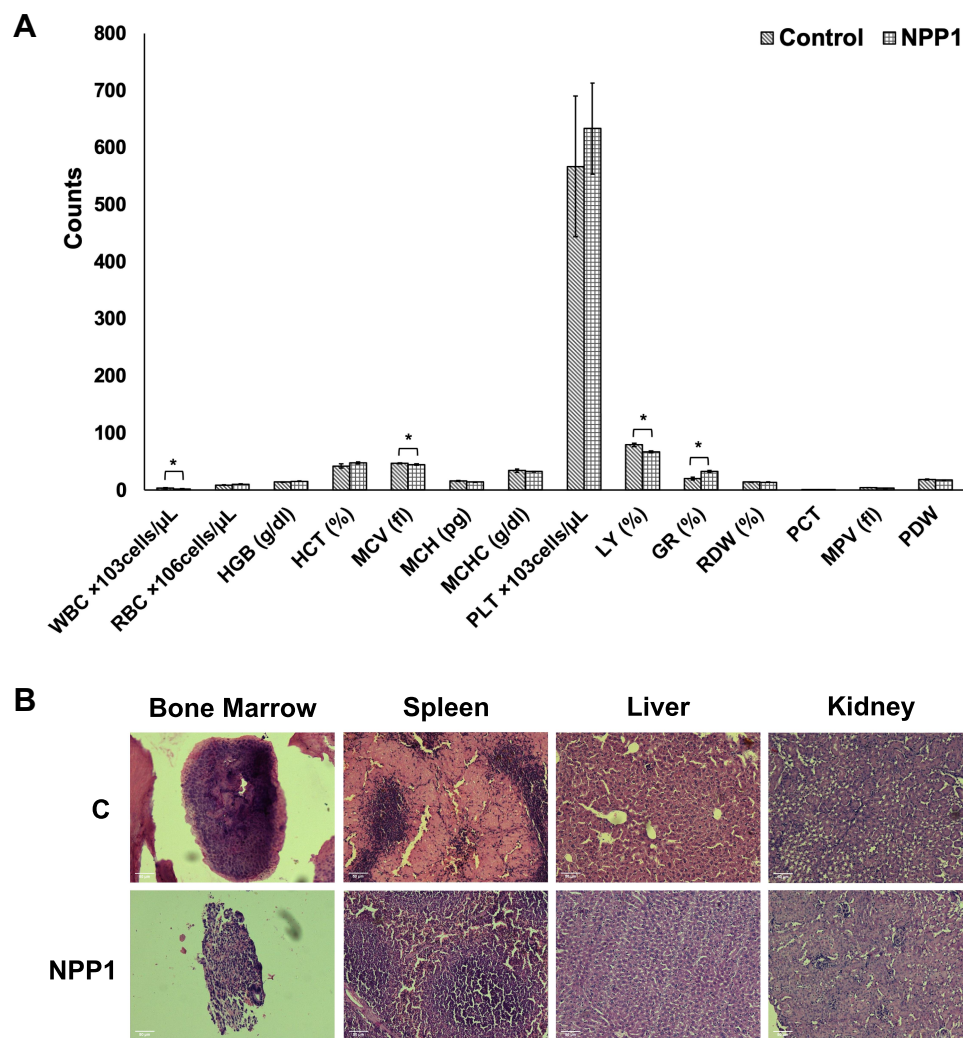 A
800
Control NPP1
700
600
500
400
300
200
100
0
Counts
*
*
*
*
WBC ×103cells/µL
RBC ×106cells/µL
HGB (g/dl)
HCT (%)
MCV (fl)
MCH (pg)
MCHC (g/dl)
PLT ×103cells/µL
LY (%)
GR (%)
RDW (%)
PCT
MPV (fl)
PDW
B
Bone Marrow Spleen Liver Kidney
C
NPP1